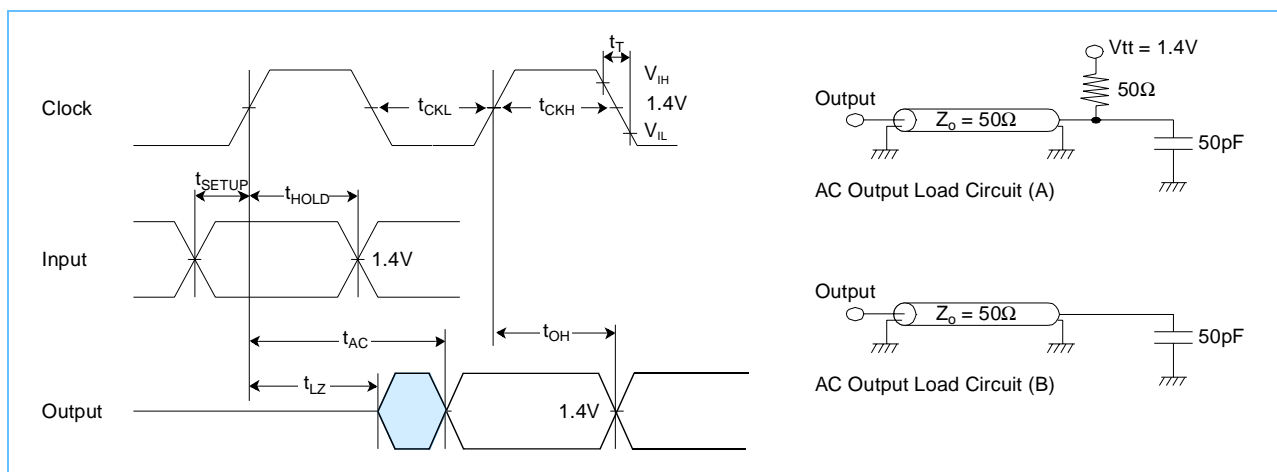 Clock
tCKL
tCKH
tT
VIH
1.4V
VIL
tSETUP
tHOLD
Input
1.4V
tAC
tOH
tLZ
Output
1.4V
Vtt = 1.4V
50Ω
Output
Zo = 50Ω
50pF
AC Output Load Circuit (A)
Output
Zo = 50Ω
50pF
AC Output Load Circuit (B)